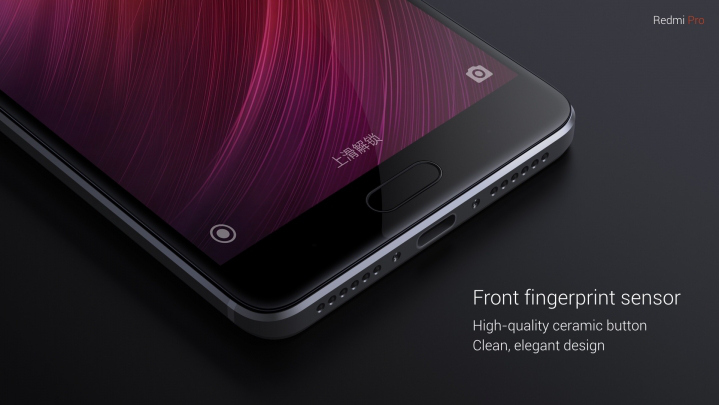 Redmi Pro
上滑解锁
Front fingerprint sensor
High-quality ceramic button
Clean, elegant design